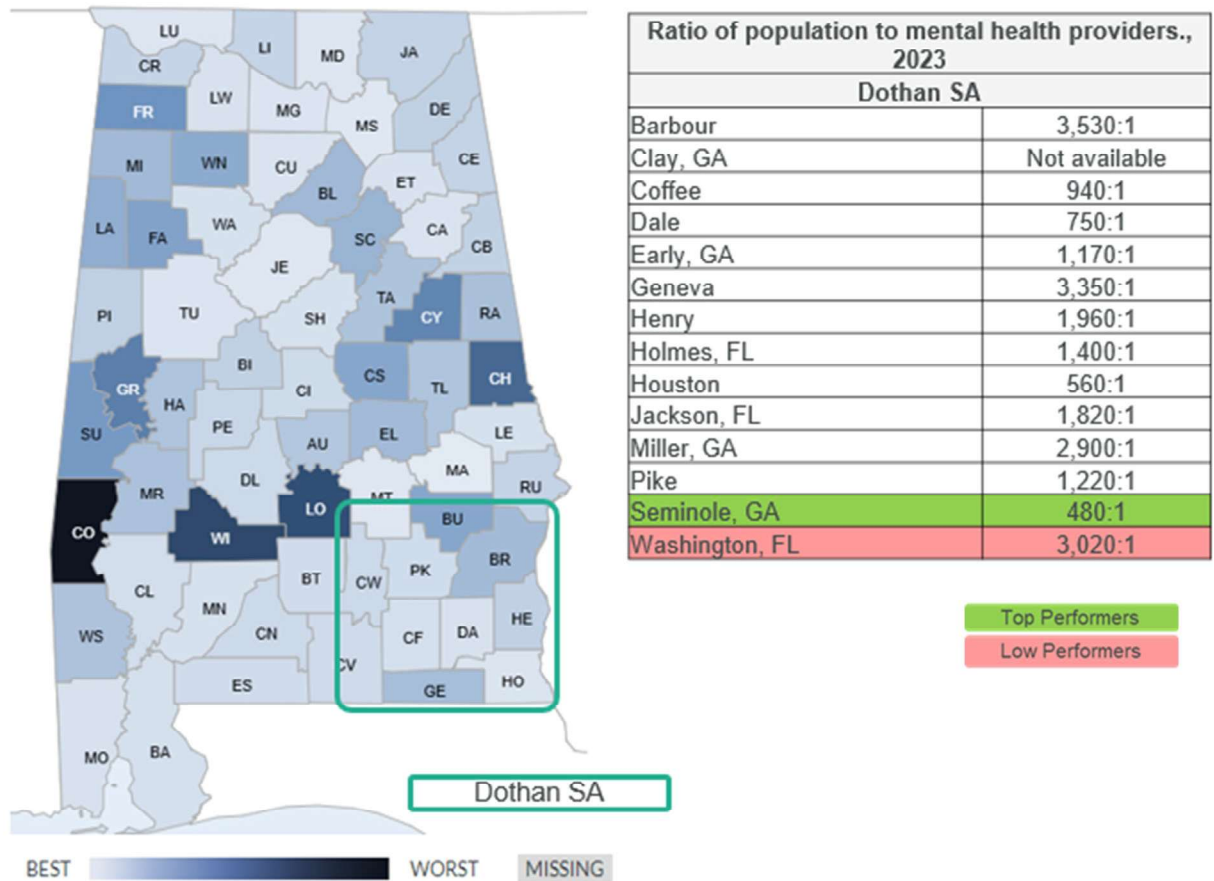 LU
LI
MD
JA
CR
FR
LW
MG
MS
DE
MI
WN
CU
BL
ET
CE
LA
FA
WA
SC
CA
CB
JE
PI
TU
SH
TA
CY
RA
BI
GR
CI
CS
TL
CH
HA
SU
PE
AU
EL
LE
DL
MA
MR
RU
LO
MT
BU
CO
WI
BR
BT
CW
PK
CL
MN
WS
CN
CF
DA
HE
CV
ES
GE
HO
MO
BA
Dothan SA
BEST WORST MISSING
Ratio of population to mental health providers.,
2023
Dothan SA
Barbour 3,530:1
Clay, GA Not available
Coffee 940:1
Dale 750:1
Early, GA 1,170:1
Geneva 3,350:1
Henry 1,960:1
Holmes, FL 1,400:1
Houston 560:1
Jackson, FL 1,820:1
Miller, GA 2,900:1
Pike 1,220:1
Seminole, GA 480:1
Washington, FL 3,020:1
Top Performers
Low Performers